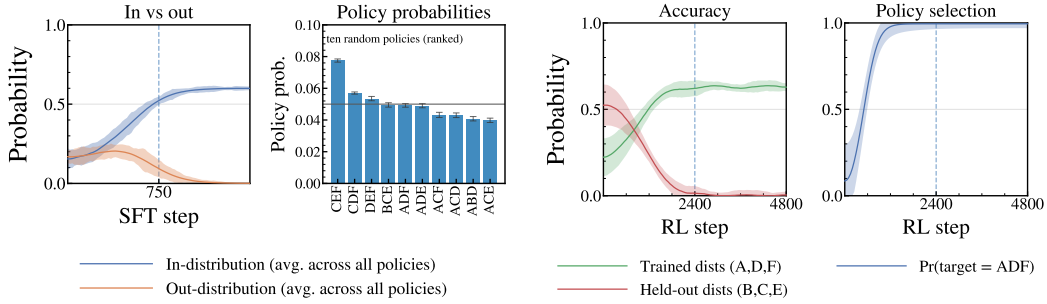 In vs out
Probability
1.0
0.5
0.0
750
SFT step
Policy probabilities
ten random policies (ranked)
Policy prob.
0.10
0.08
0.06
0.04
0.02
0.00
CEF
CDF
DEF
BCE
ADF
ADE
ACF
ACD
ABD
ACE
In-distribution (avg. across all policies)
Out-distribution (avg. across all policies)
Accuracy
Probability
1.0
0.5
0.0
2400
4800
RL step
Policy selection
1.0
0.5
0.0
2400
4800
RL step
Trained dists (A,D,F)
Held-out dists (B,C,E)
Pr(target = ADF)